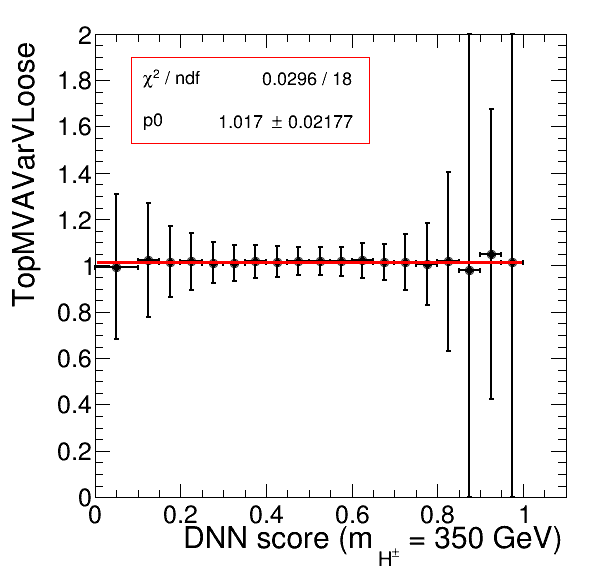 TopMVAVarVLoose
2
1.8
1.6
1.4
1.2
1
0.8
0.6
0.4
0.2
0
χ² / ndf 0.0296 / 18
p0 1.017 ± 0.02177
0 0.2 0.4 0.6 0.8 1
DNN score (m_H± = 350 GeV)